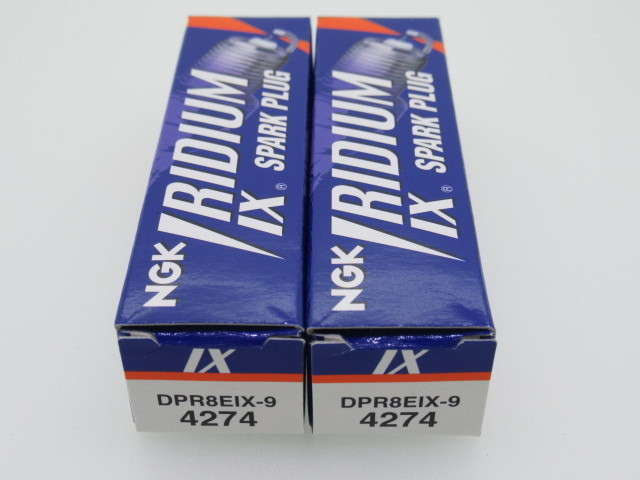 NGK
IRIDIUM
IX®
SPARK PLUG
NGK
IRIDIUM
IX®
SPARK PLUG
IX
DPR8EIX-9
4274
IX
DPR8EIX-9
4274